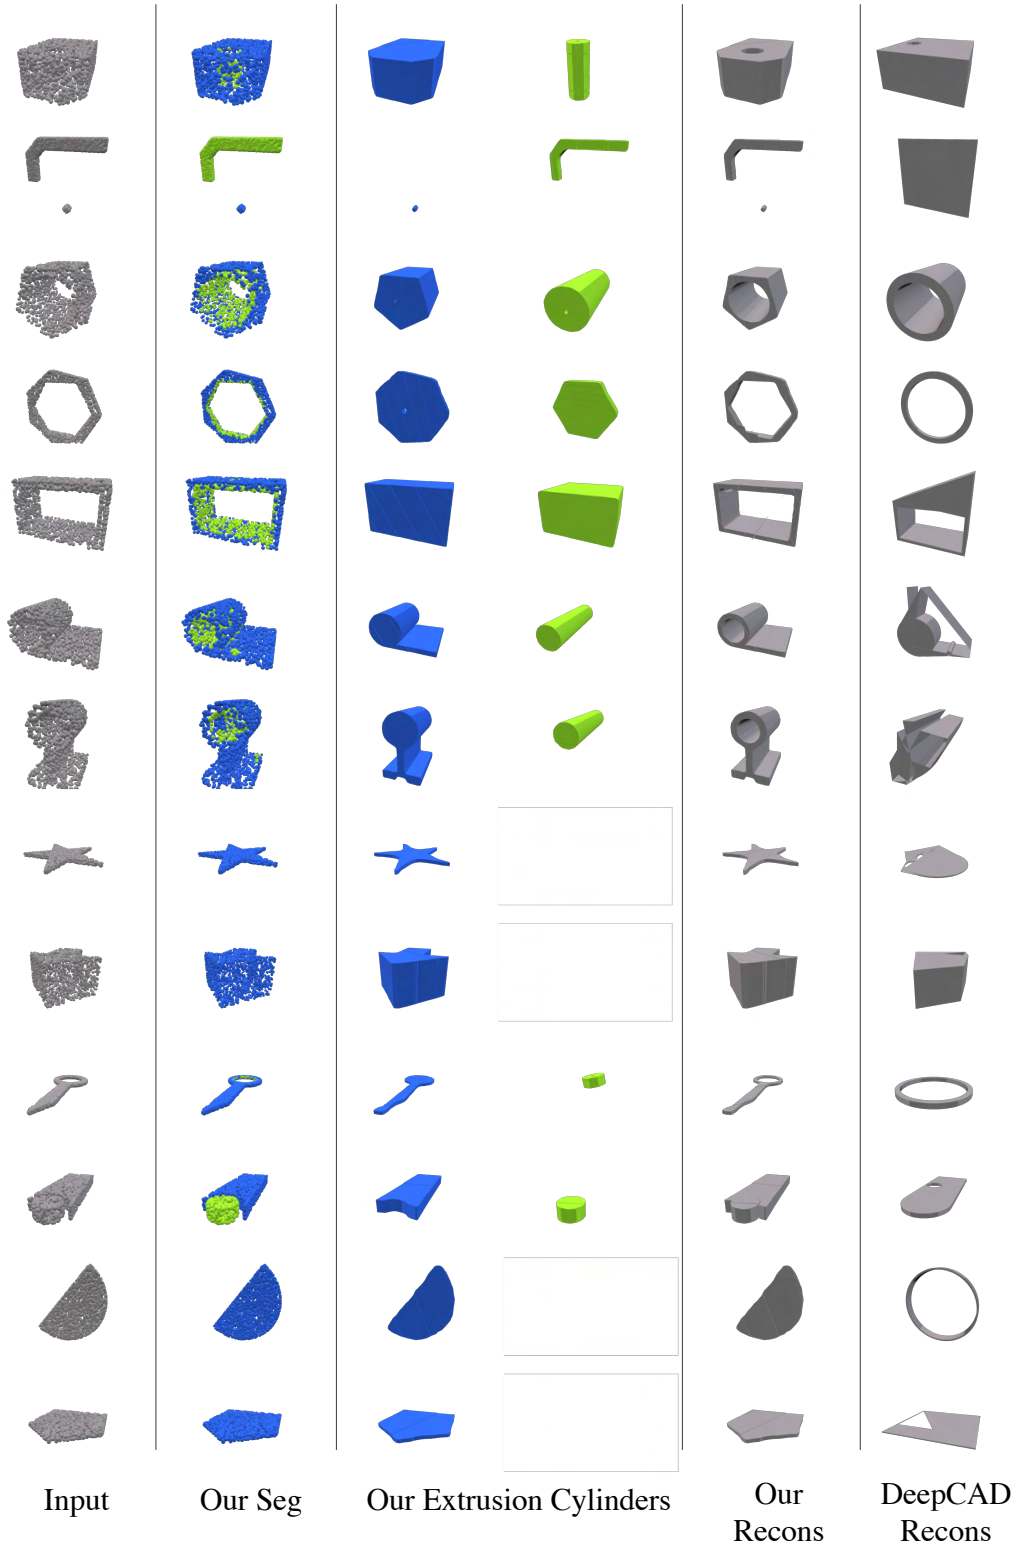 Input
Our Seg
Our Extrusion Cylinders
Our
Recons
DeepCAD
Recons